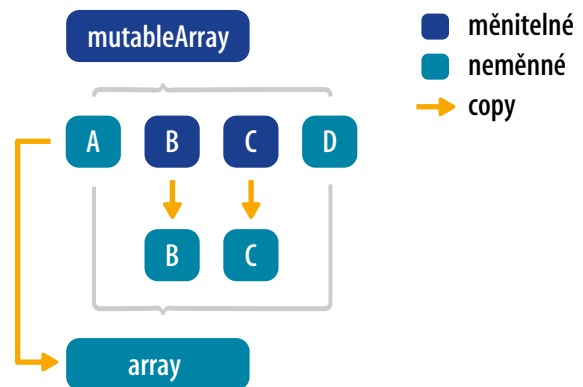 mutableArray
měnitelné
neměnné
copy
A B C D
B C
array